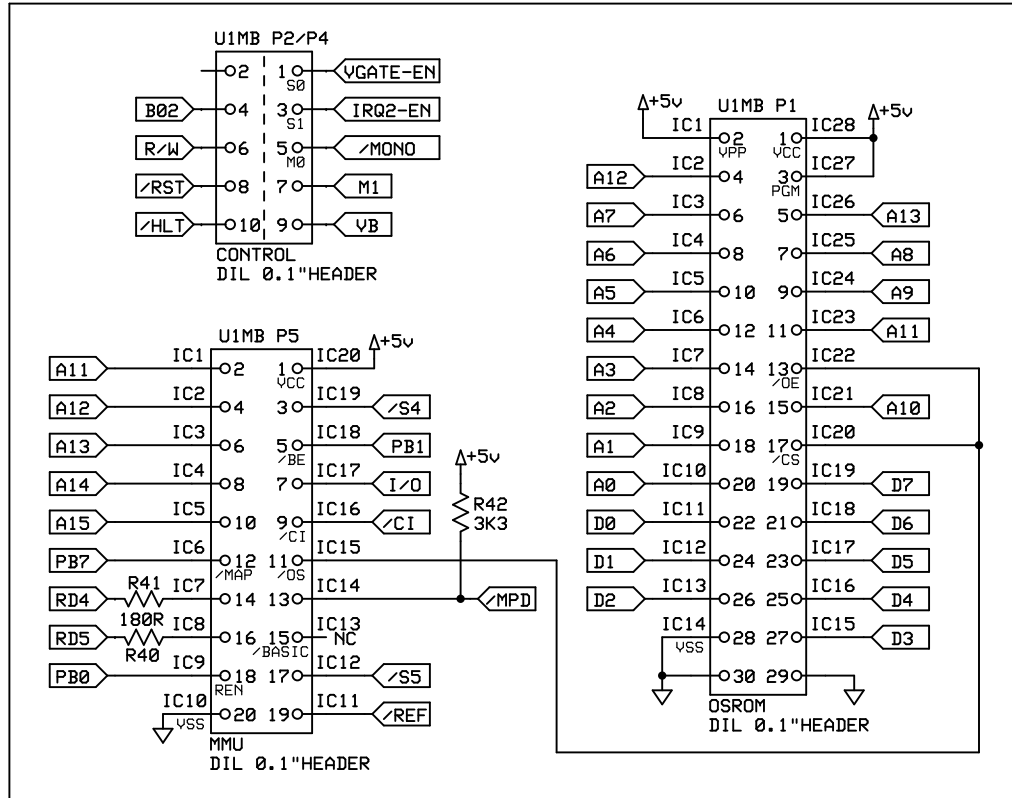 U1MB P2/P4
2 1 VGATE-EN
S0
B02 4 3 IRQ2-EN
S1
R/W 6 5 /MONO
M0
/RST 8 7 M1
/HLT 10 9 VB
CONTROL
DIL 0.1"HEADER
U1MB P5
A11 IC1 2 1 IC20 +5v
VCC
A12 IC2 4 3 IC19 /S4
A13 IC3 6 5 IC18 PB1
/BE
A14 IC4 8 7 IC17 I/O
A15 IC5 10 9 IC16 /CI
/CI
PB7 IC6 12 11 IC15
/MAP /OS
RD4 R41 IC7 14 13 IC14 /MPD
180R
RD5 R40 IC8 16 15 IC13 NC
/BASIC
PB0 IC9 18 17 IC12 /S5
REN
IC10 20 19 IC11 /REF
VSS
MMU
DIL 0.1"HEADER
+5v
R42
3K3
U1MB P1
+5v IC1 2 1 IC28 +5v
VPP VCC
A12 IC2 4 3 IC27
PGM
A7 IC3 6 5 IC26 A13
A6 IC4 8 7 IC25 A8
A5 IC5 10 9 IC24 A9
A4 IC6 12 11 IC23 A11
A3 IC7 14 13 IC22
/OE
A2 IC8 16 15 IC21 A10
A1 IC9 18 17 IC20
/CS
A0 IC10 20 19 IC19 D7
D0 IC11 22 21 IC18 D6
D1 IC12 24 23 IC17 D5
D2 IC13 26 25 IC16 D4
IC14 28 27 IC15 D3
VSS
30 29
OSROM
DIL 0.1"HEADER